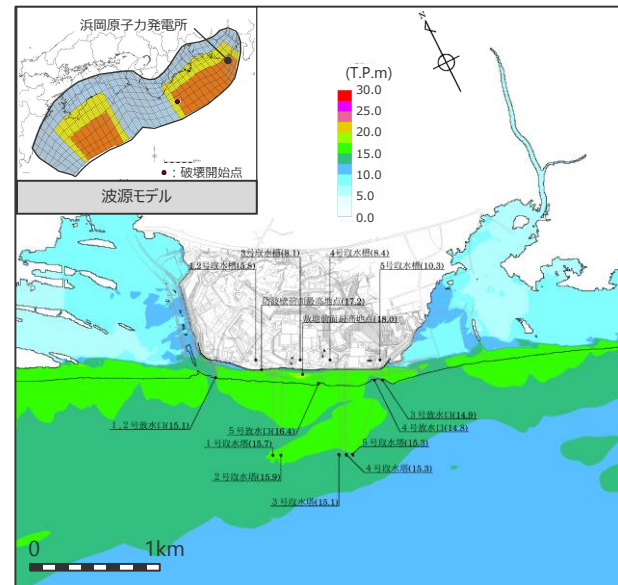 浜岡原子力発電所
：破壊開始点
波源モデル
N
(T.P.m)
30.0
25.0
20.0
15.0
10.0
5.0
0.0
3号取水槽(8.1)
4号取水槽(8.4)
1,2号取水槽(5.8)
5号取水槽(10.3)
防波壁前面最高地点(17.2)
敷地前面最高地点(18.0)
1,2号放水口(15.1)
5号放水口(16.4)
3号放水口(14.9)
4号放水口(14.8)
1号取水塔(15.7)
5号取水塔(15.3)
2号取水塔(15.9)
4号取水塔(15.3)
3号取水塔(15.1)
0 1km